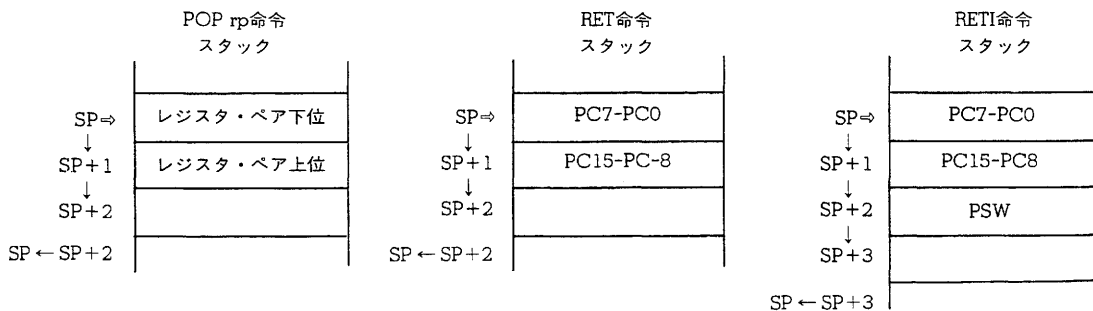 POP rp命令
スタック
SP⇨
レジスタ・ペア下位
↓
SP+1
レジスタ・ペア上位
↓
SP+2
SP ← SP+2
RET命令
スタック
SP⇨
PC7-PC0
↓
SP+1
PC15-PC-8
↓
SP+2
SP ← SP+2
RETI命令
スタック
SP⇨
PC7-PC0
↓
SP+1
PC15-PC8
↓
SP+2
PSW
↓
SP+3
SP ← SP+3